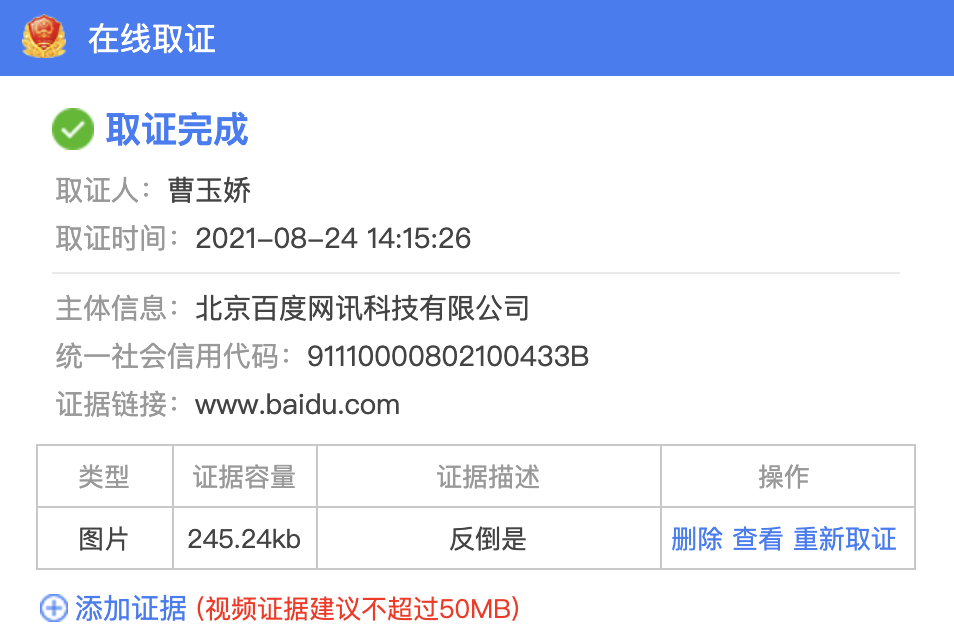 在线取证
取证完成
取证人：曹玉娇
取证时间：2021-08-24 14:15:26
主体信息：北京百度网讯科技有限公司
统一社会信用代码：91110000802100433B
证据链接：www.baidu.com
类型 证据容量 证据描述 操作
图片 245.24kb 反倒是 删除 查看 重新取证
添加证据 (视频证据建议不超过50MB)